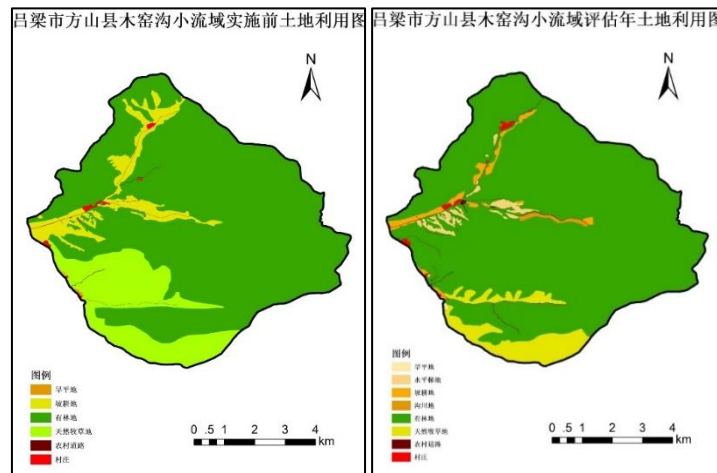 吕梁市方山县木窑沟小流域实施前土地利用图
N
图例
旱平地
坡耕地
有林地
天然牧草地
农村道路
村庄
0 .5 1 2 3 4
km
吕梁市方山县木窑沟小流域评估年土地利用图
N
图例
旱平地
水平梯地
坡耕地
沟川地
有林地
天然牧草地
农村道路
村庄
0 .5 1 2 3 4
km